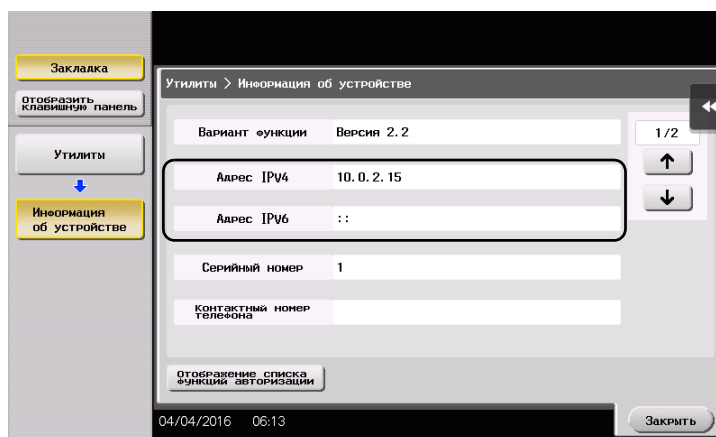 Закладка
Отобразить
клавишную панель
Утилиты
Информация
об устройстве
Утилиты > Информация об устройстве
Вариант функции Версия 2.2
1/2
Адрес IPv4 10.0.2.15
Адрес IPv6 ::
Серийный номер 1
Контактный номер
телефона
Отображение списка
функций авторизации
04/04/2016 06:13
Закрыть